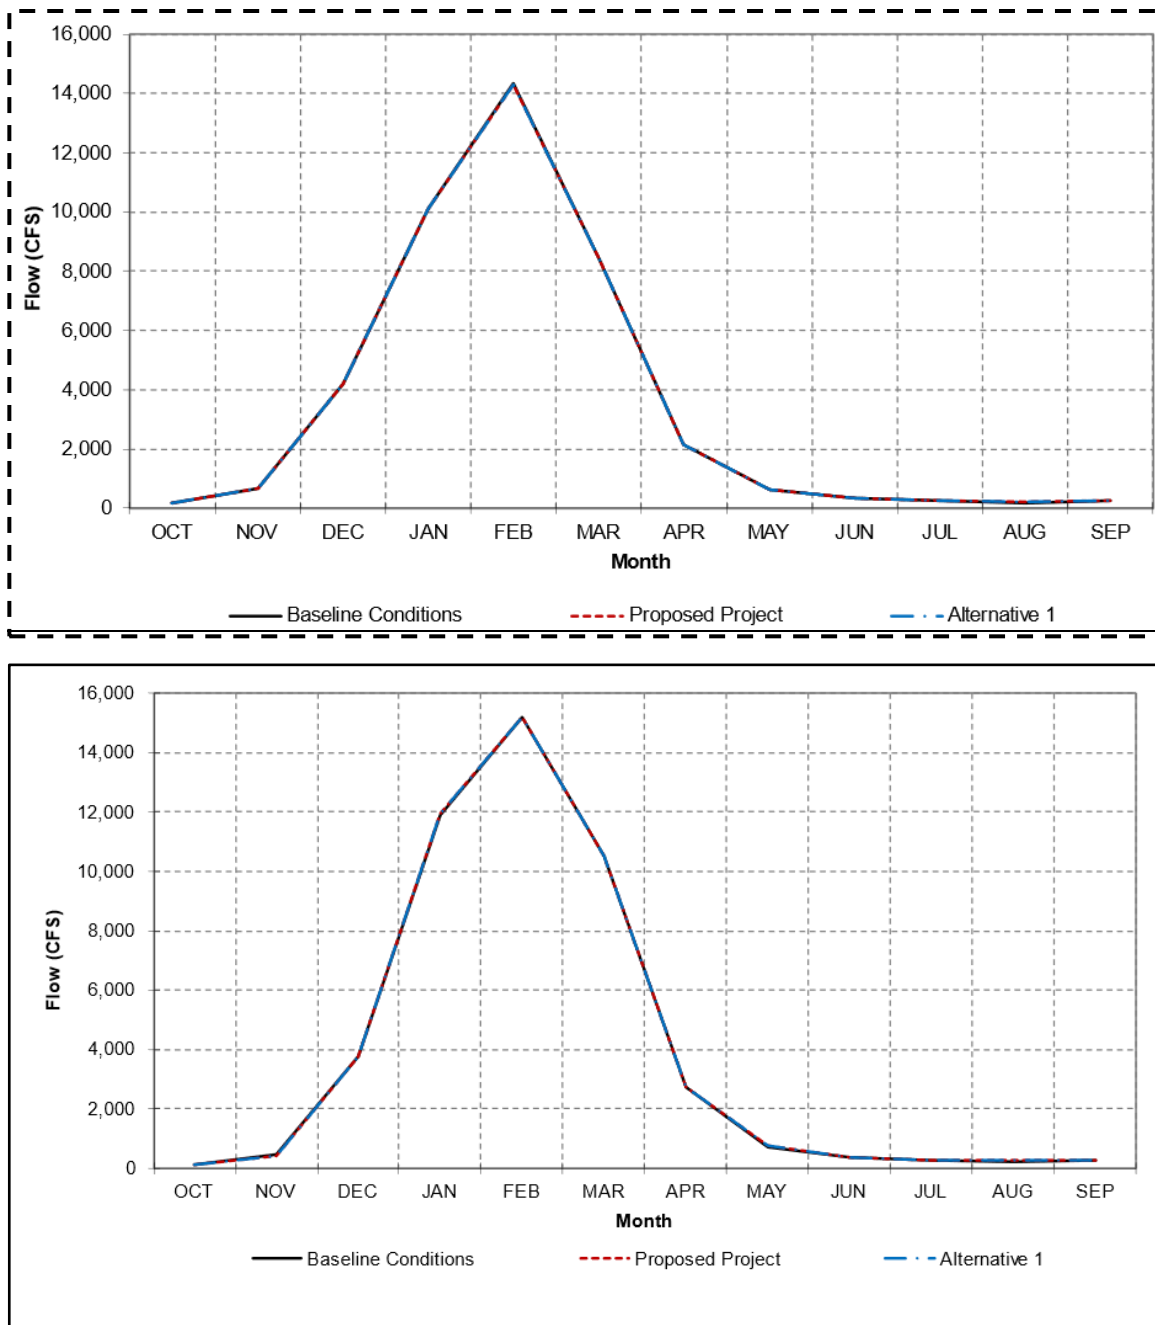 16,000
14,000
12,000
10,000
8,000
6,000
4,000
2,000
0
Flow (CFS)
OCT NOV DEC JAN FEB MAR APR MAY JUN JUL AUG SEP
Month
Baseline Conditions Proposed Project Alternative 1
16,000
14,000
12,000
10,000
8,000
6,000
4,000
2,000
0
Flow (CFS)
OCT NOV DEC JAN FEB MAR APR MAY JUN JUL AUG SEP
Month
Baseline Conditions Proposed Project Alternative 1